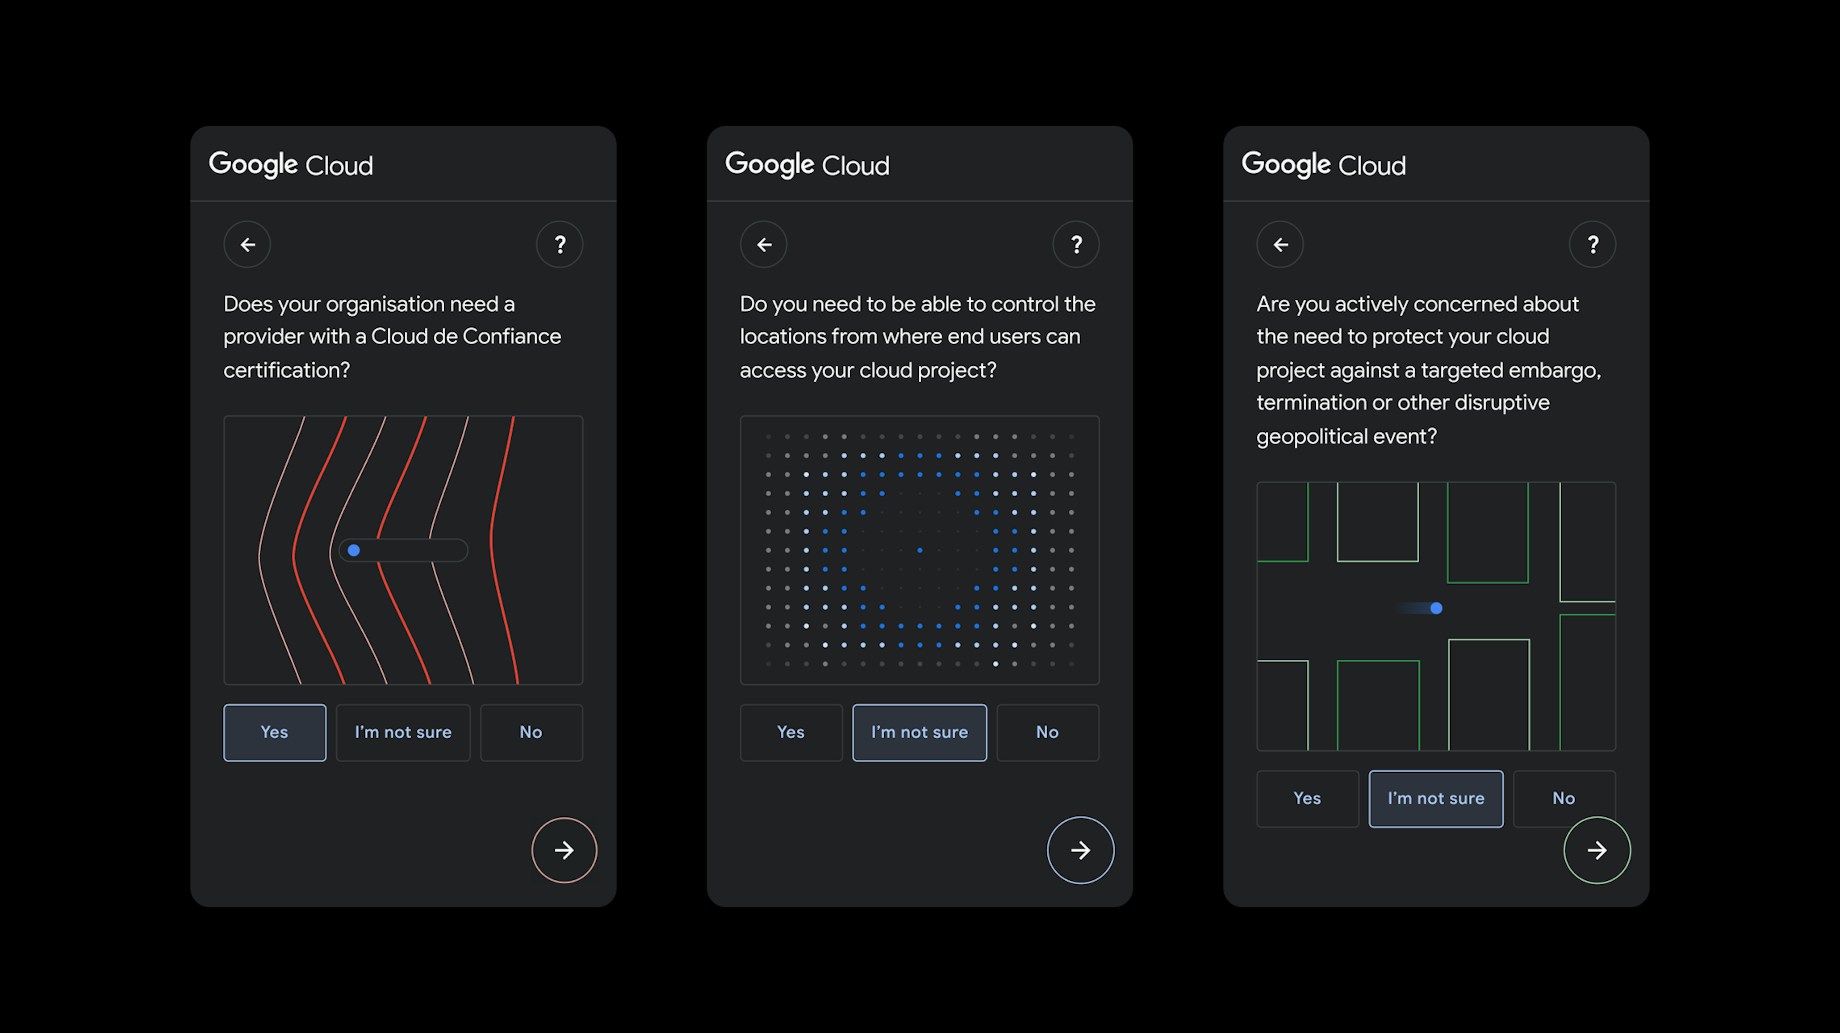 Google Cloud
?
Does your organisation need a
provider with a Cloud de Confiance
certification?
Yes
I'm not sure
No
Google Cloud
?
Do you need to be able to control the
locations from where end users can
access your cloud project?
Yes
I'm not sure
No
Google Cloud
?
Are you actively concerned about
the need to protect your cloud
project against a targeted embargo,
termination or other disruptive
geopolitical event?
Yes
I'm not sure
No